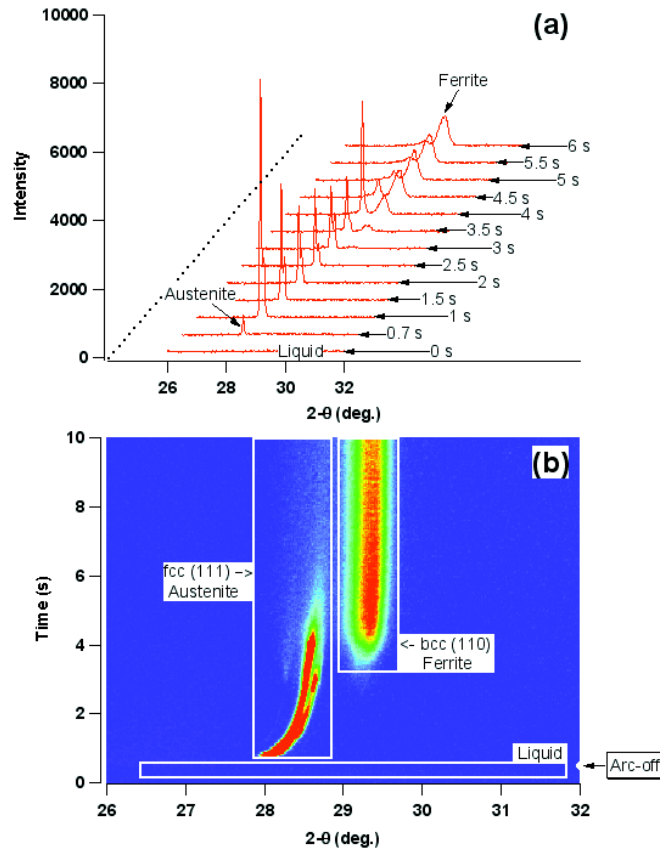 (a)
10000
8000
6000
4000
2000
0
Intensity
Ferrite
6 s
5.5 s
5 s
4.5 s
4 s
3.5 s
3 s
2.5 s
2 s
1.5 s
1 s
0.7 s
0 s
Austenite
Liquid
26 28 30 32
2-θ (deg.)
(b)
10
8
6
4
2
0
Time (s)
fcc (111) –>
Austenite
<- bcc (110)
Ferrite
Liquid
Arc-off
26 27 28 29 30 31 32
2-θ (deg.)